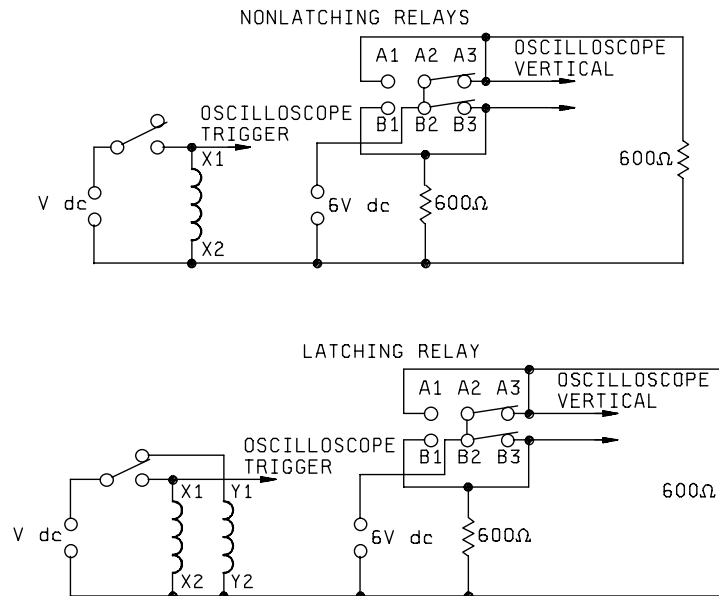 NONLATCHING RELAYS
A1 A2 A3
OSCILLOSCOPE
VERTICAL
OSCILLOSCOPE
TRIGGER
B1 B2 B3
X1
600Ω
V dc
6V dc
600Ω
X2
LATCHING RELAY
A1 A2 A3
OSCILLOSCOPE
VERTICAL
OSCILLOSCOPE
TRIGGER
B1 B2 B3
X1 Y1
600Ω
V dc
6V dc
600Ω
X2 Y2